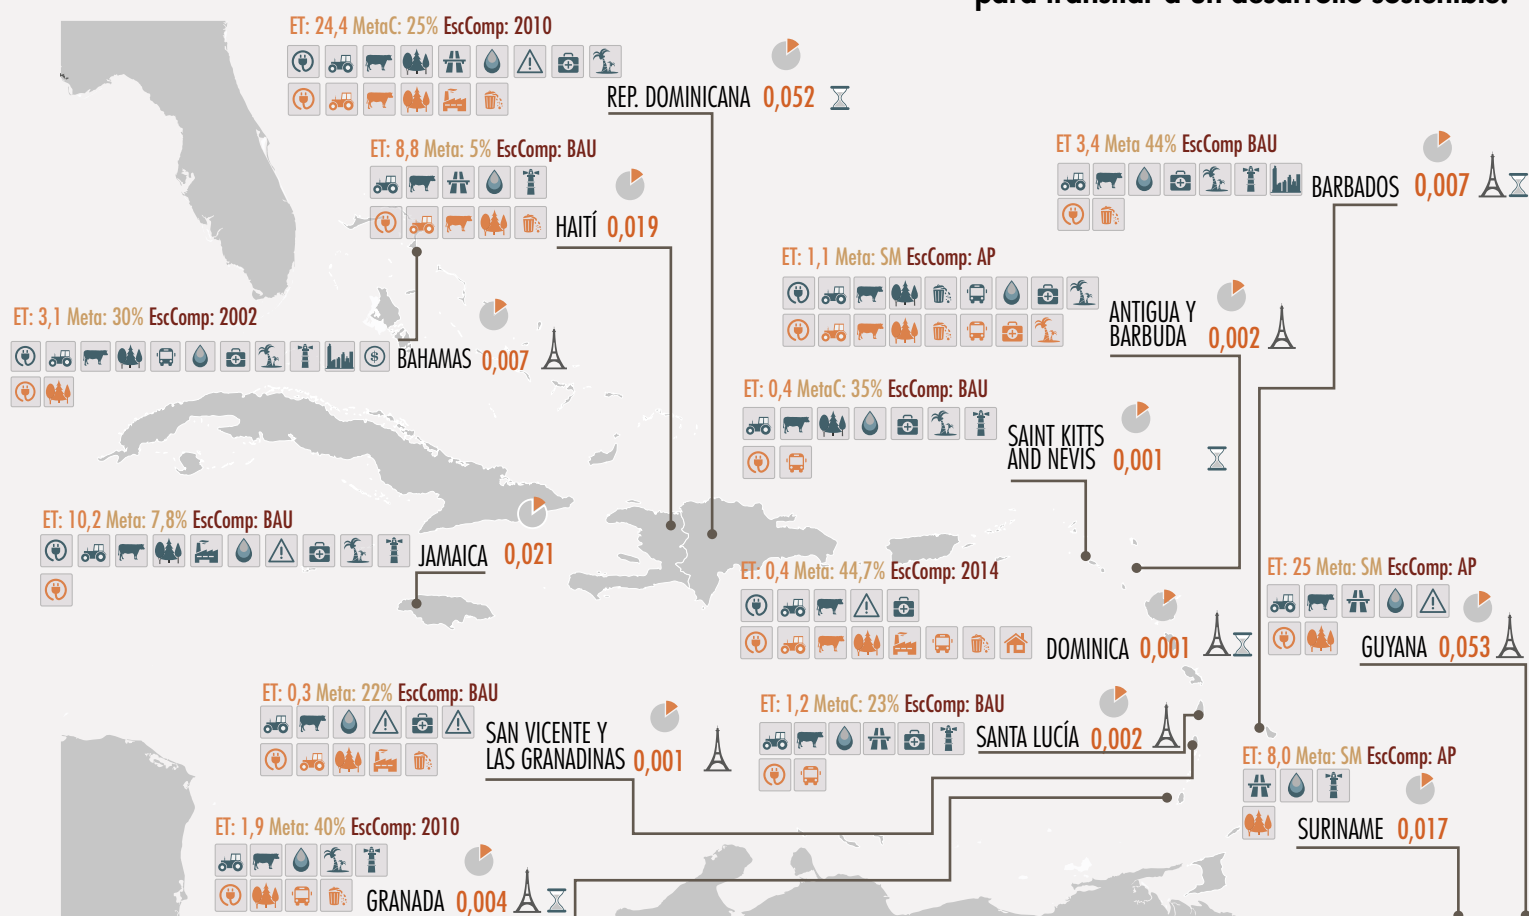 para transitar a un desarrollo sostenible.
ET: 24,4 MetaC: 25% EscComp: 2010
REP. DOMINICANA 0,052
ET: 8,8 Meta: 5% EscComp: BAU
HAITÍ 0,019
ET 3,4 Meta 44% EscComp BAU
BARBADOS 0,007
ET: 1,1 Meta: SM EscComp: AP
ANTIGUA Y
BARBUDA 0,002
ET: 3,1 Meta: 30% EscComp: 2002
BAHAMAS 0,007
ET: 0,4 MetaC: 35% EscComp: BAU
SAINT KITTS
AND NEVIS 0,001
ET: 10,2 Meta: 7,8% EscComp: BAU
JAMAICA 0,021
ET: 0,4 Meta: 44,7% EscComp: 2014
DOMINICA 0,001
ET: 25 Meta: SM EscComp: AP
GUYANA 0,053
ET: 0,3 Meta: 22% EscComp: BAU
SAN VICENTE Y
LAS GRANADINAS 0,001
ET: 1,2 MetaC: 23% EscComp: BAU
SANTA LUCÍA 0,002
ET: 8,0 Meta: SM EscComp: AP
SURINAME 0,017
ET: 1,9 Meta: 40% EscComp: 2010
GRANADA 0,004